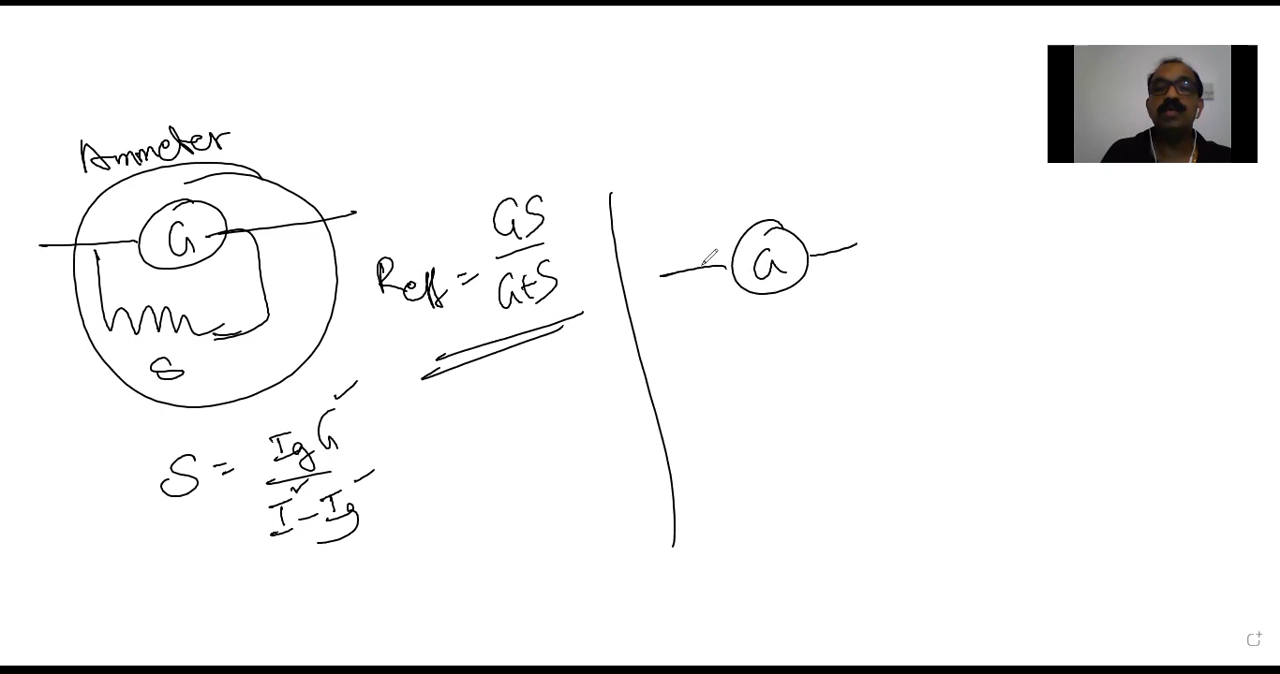 Ammeter
G
S
Reff = GS / G+S
S = IgG / I - Ig
G